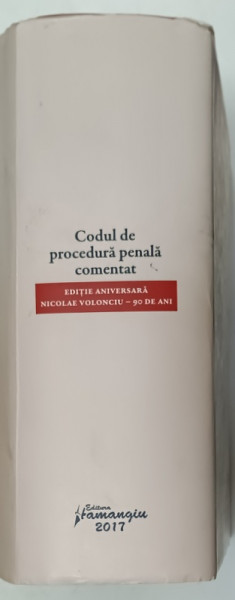 Codul de
procedură penală
comentat
EDIȚIE ANIVERSARĂ
NICOLAE VOLONCIU – 90 DE ANI
Editura
Hamangiu
2017